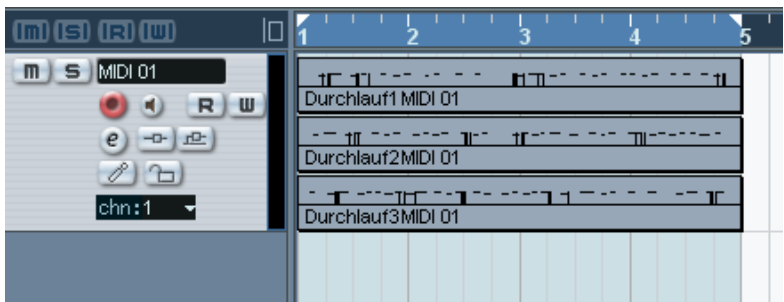 m S R W
1 2 3 4 5
m S MIDI 01
R W
e
chn:1
Durchlauf1 MIDI 01
Durchlauf2MIDI 01
Durchlauf3MIDI 01